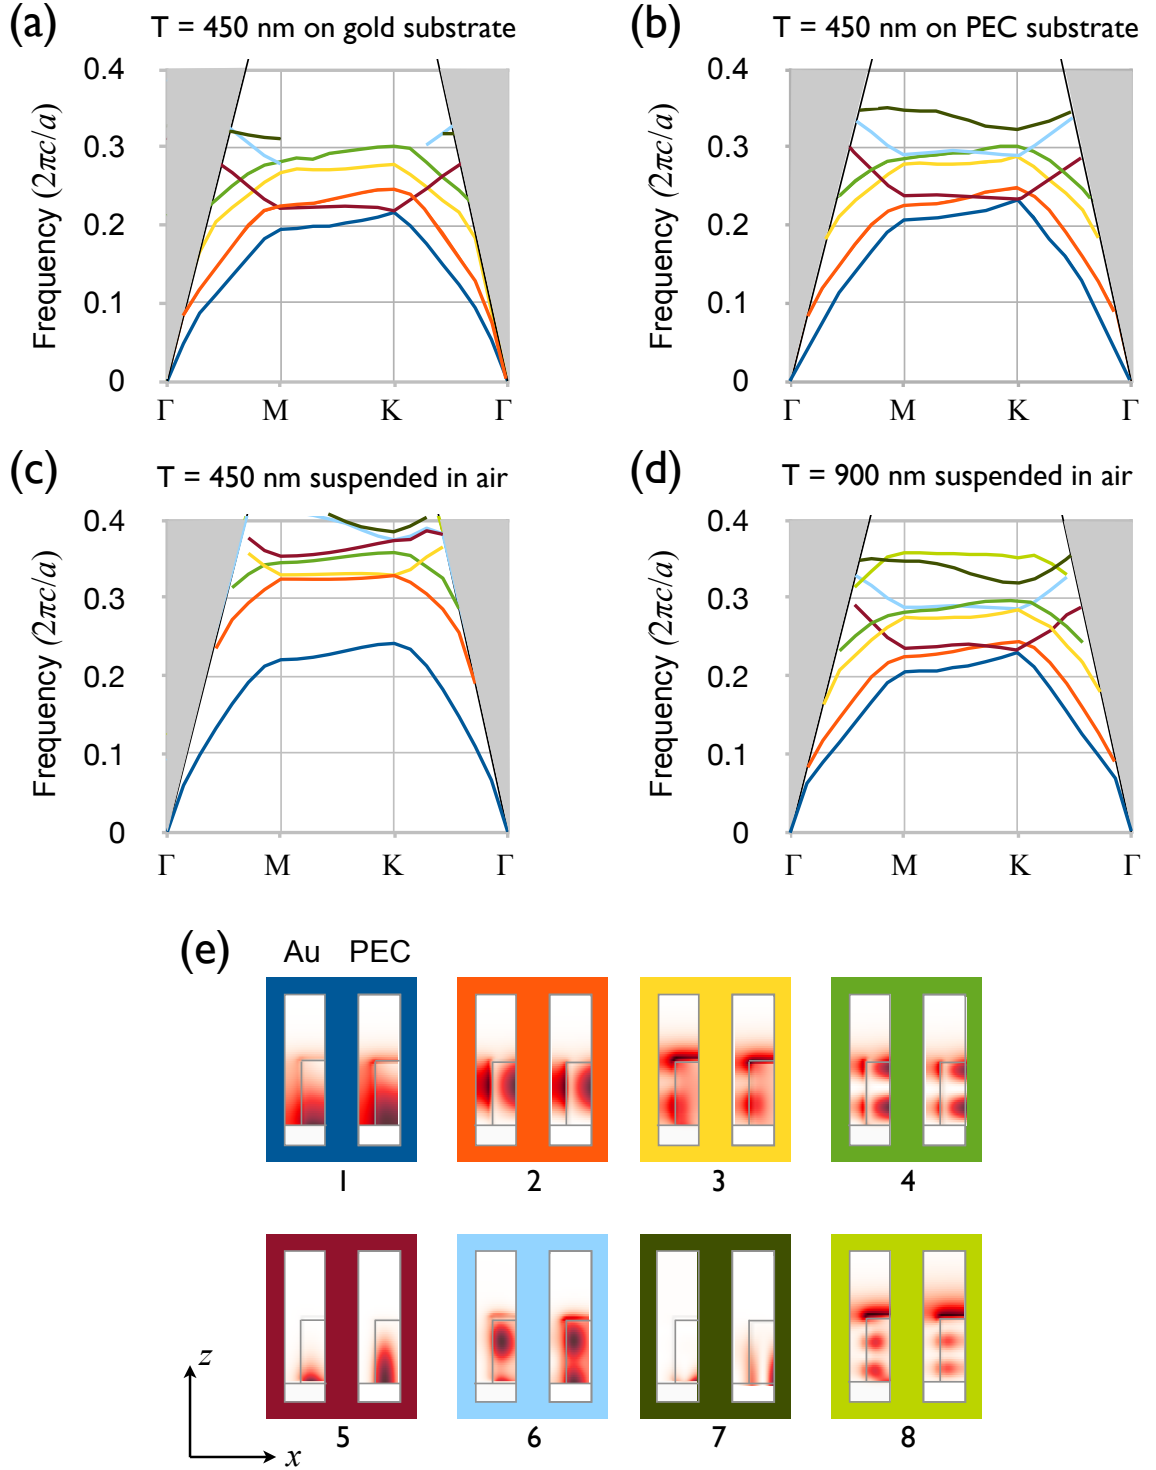 (a) T = 450 nm on gold substrate
0.4
0.3
0.2
0.1
0
Frequency (2πc/a)
Γ M K Γ
(b) T = 450 nm on PEC substrate
0.4
0.3
0.2
0.1
0
Frequency (2πc/a)
Γ M K Γ
(c) T = 450 nm suspended in air
0.4
0.3
0.2
0.1
0
Frequency (2πc/a)
Γ M K Γ
(d) T = 900 nm suspended in air
0.4
0.3
0.2
0.1
0
Frequency (2πc/a)
Γ M K Γ
(e) Au PEC
1 2 3 4
5 6 7 8
z
x